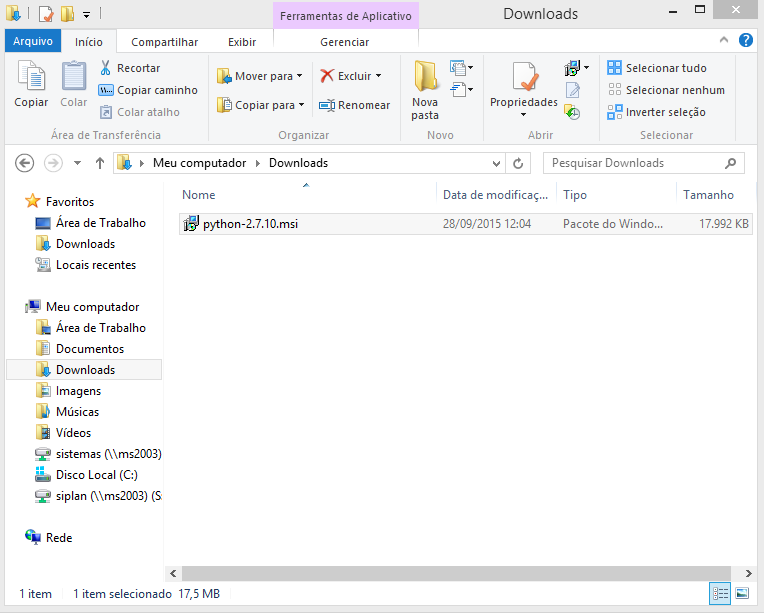 Ferramentas de Aplicativo
Downloads
Arquivo
Início
Compartilhar
Exibir
Gerenciar
Copiar
Colar
Recortar
Copiar caminho
Colar atalho
Área de Transferência
Mover para
Copiar para
Excluir
Renomear
Organizar
Nova
pasta
Novo
Propriedades
Abrir
Selecionar tudo
Selecionar nenhum
Inverter seleção
Selecionar
Meu computador
Downloads
Pesquisar Downloads
Favoritos
Área de Trabalho
Downloads
Locais recentes
Meu computador
Área de Trabalho
Documentos
Downloads
Imagens
Músicas
Vídeos
sistemas (\\ms2003)
Disco Local (C:)
siplan (\\ms2003) (S
Rede
Nome
Data de modificaç...
Tipo
Tamanho
python-2.7.10.msi
28/09/2015 12:04
Pacote do Windo...
17.992 KB
1 item
1 item selecionado 17,5 MB